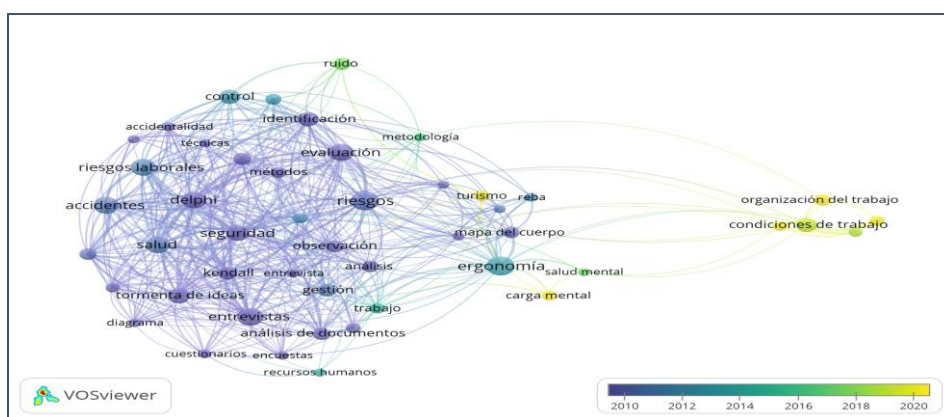 ruido
control
identificación
accidentalidad
metodología
técnicas
evaluación
riesgos laborales
métodos
turismo
reba
delphi
riesgos
organización del trabajo
accidentes
condiciones de trabajo
seguridad
mapa del cuerpo
salud
observación
ergonomía
análisis
kendall
entrevista
salud mental
gestión
tormenta de ideas
carga mental
trabajo
entrevistas
diagrama
análisis de documentos
cuestionarios
encuestas
recursos humanos
VOSviewer
2010 2012 2014 2016 2018 2020